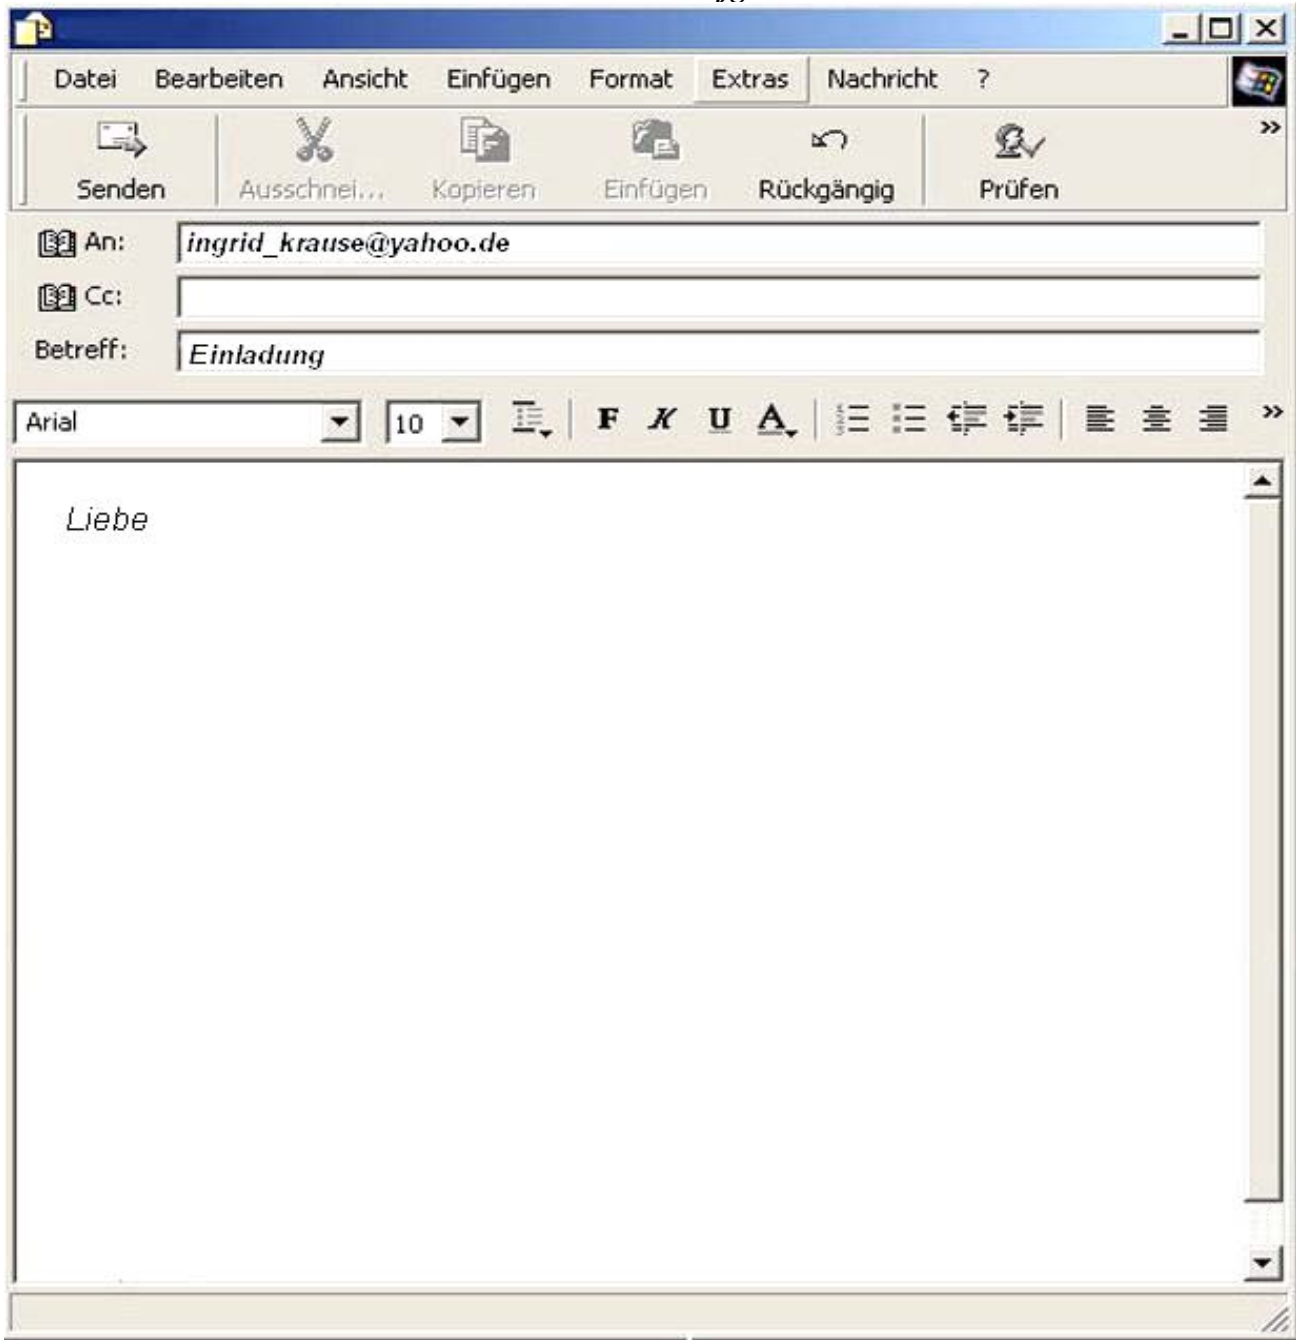 Datei Bearbeiten Ansicht Einfügen Format Extras Nachricht ?
Senden Ausschnei... Kopieren Einfügen Rückgängig Prüfen »
An: ingrid_krause@yahoo.de
Cc:
Betreff: Einladung
Arial 10 F K U A »
Liebe